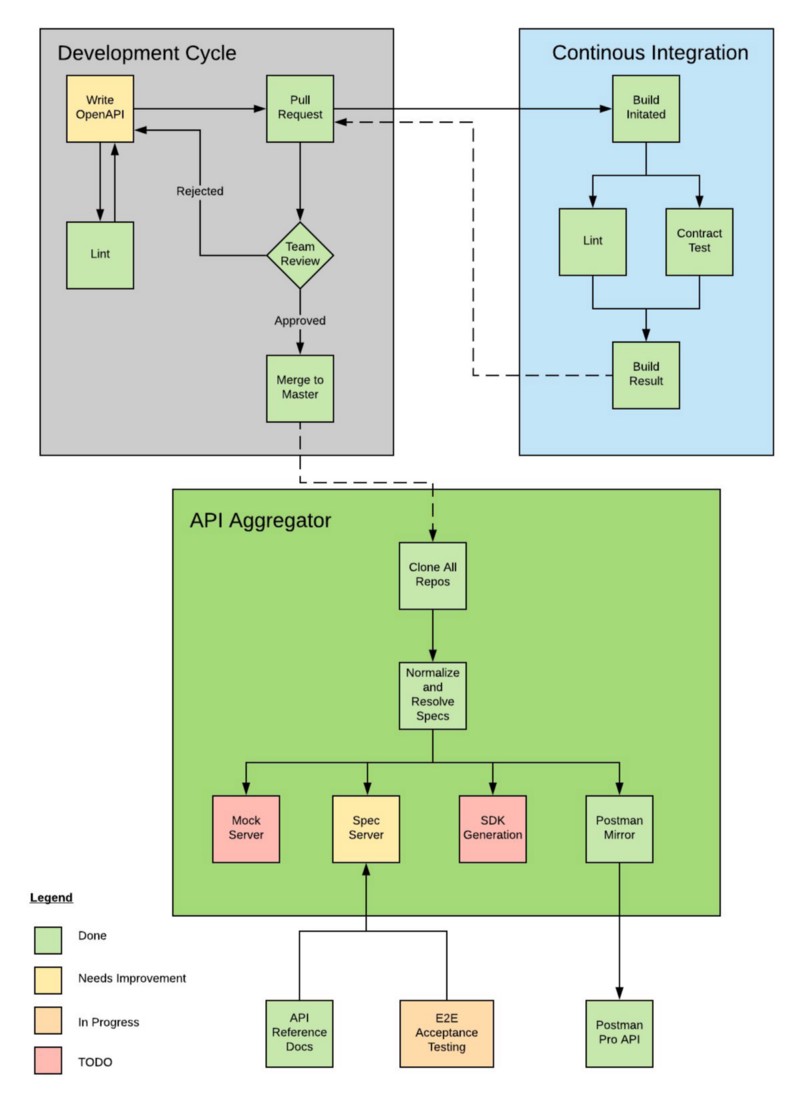 Development Cycle
Continous Integration
Write
OpenAPI
Pull
Request
Build
Initated
Rejected
Lint
Team
Review
Lint
Contract
Test
Approved
Merge to
Master
Build
Result
API Aggregator
Clone All
Repos
Normalize
and
Resolve
Specs
Mock
Server
Spec
Server
SDK
Generation
Postman
Mirror
Legend
Done
Needs Improvement
In Progress
TODO
API
Reference
Docs
E2E
Acceptance
Testing
Postman
Pro API